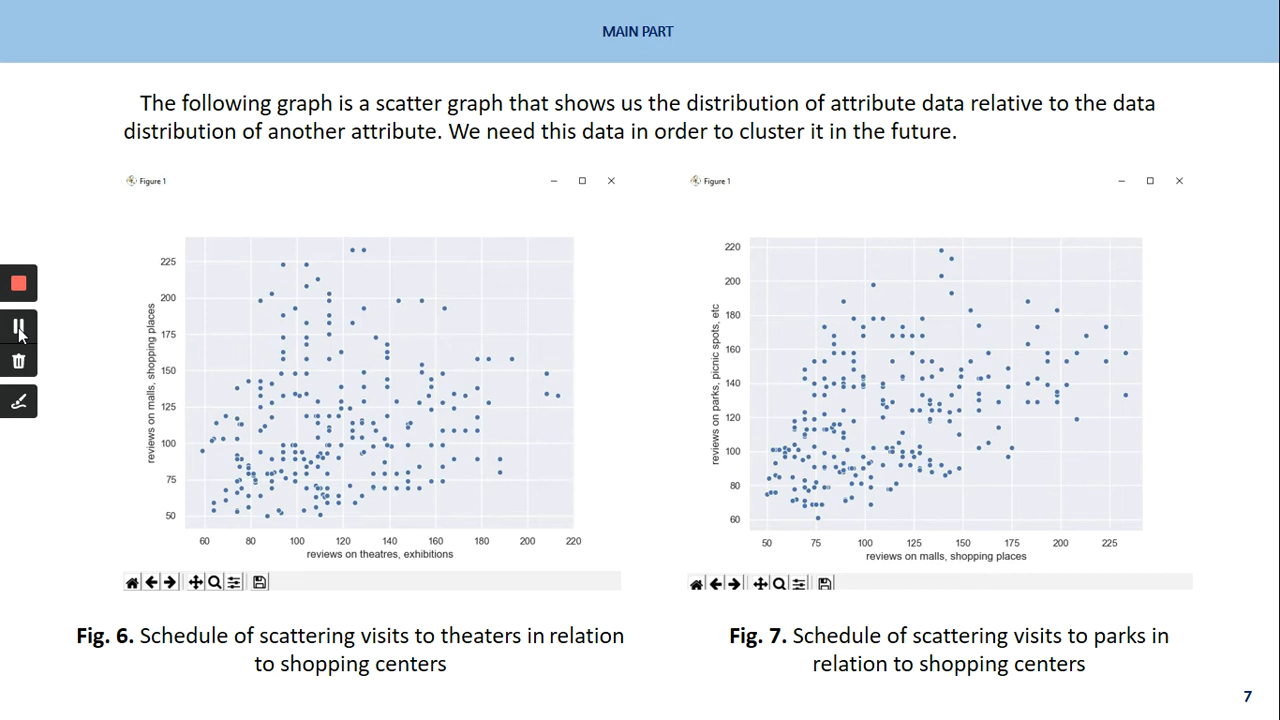 MAIN PART
The following graph is a scatter graph that shows us the distribution of attribute data relative to the data
distribution of another attribute. We need this data in order to cluster it in the future.
Figure 1
225
200
175
150
125
100
75
50
reviews on malls, shopping places
60 80 100 120 140 160 180 200 220
reviews on theatres, exhibitions
Figure 1
220
200
180
160
140
120
100
80
60
reviews on parks, picnic spots, etc
50 75 100 125 150 175 200 225
reviews on malls, shopping places
Fig. 6. Schedule of scattering visits to theaters in relation
to shopping centers
Fig. 7. Schedule of scattering visits to parks in
relation to shopping centers
7